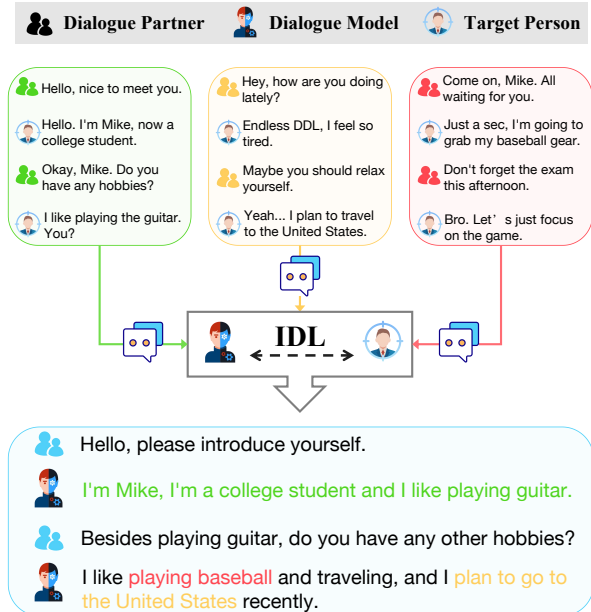 Dialogue Partner
Dialogue Model
Target Person
Hello, nice to meet you.
Hello. I'm Mike, now a
college student.
Okay, Mike. Do you
have any hobbies?
I like playing the guitar.
You?
Hey, how are you doing
lately?
Endless DDL, I feel so
tired.
Maybe you should relax
yourself.
Yeah... I plan to travel
to the United States.
Come on, Mike. All
waiting for you.
Just a sec, I'm going to
grab my baseball gear.
Don't forget the exam
this afternoon.
Bro. Let’s just focus
on the game.
IDL
Hello, please introduce yourself.
I'm Mike, I'm a college student and I like playing guitar.
Besides playing guitar, do you have any other hobbies?
I like playing baseball and traveling, and I plan to go to
the United States recently.